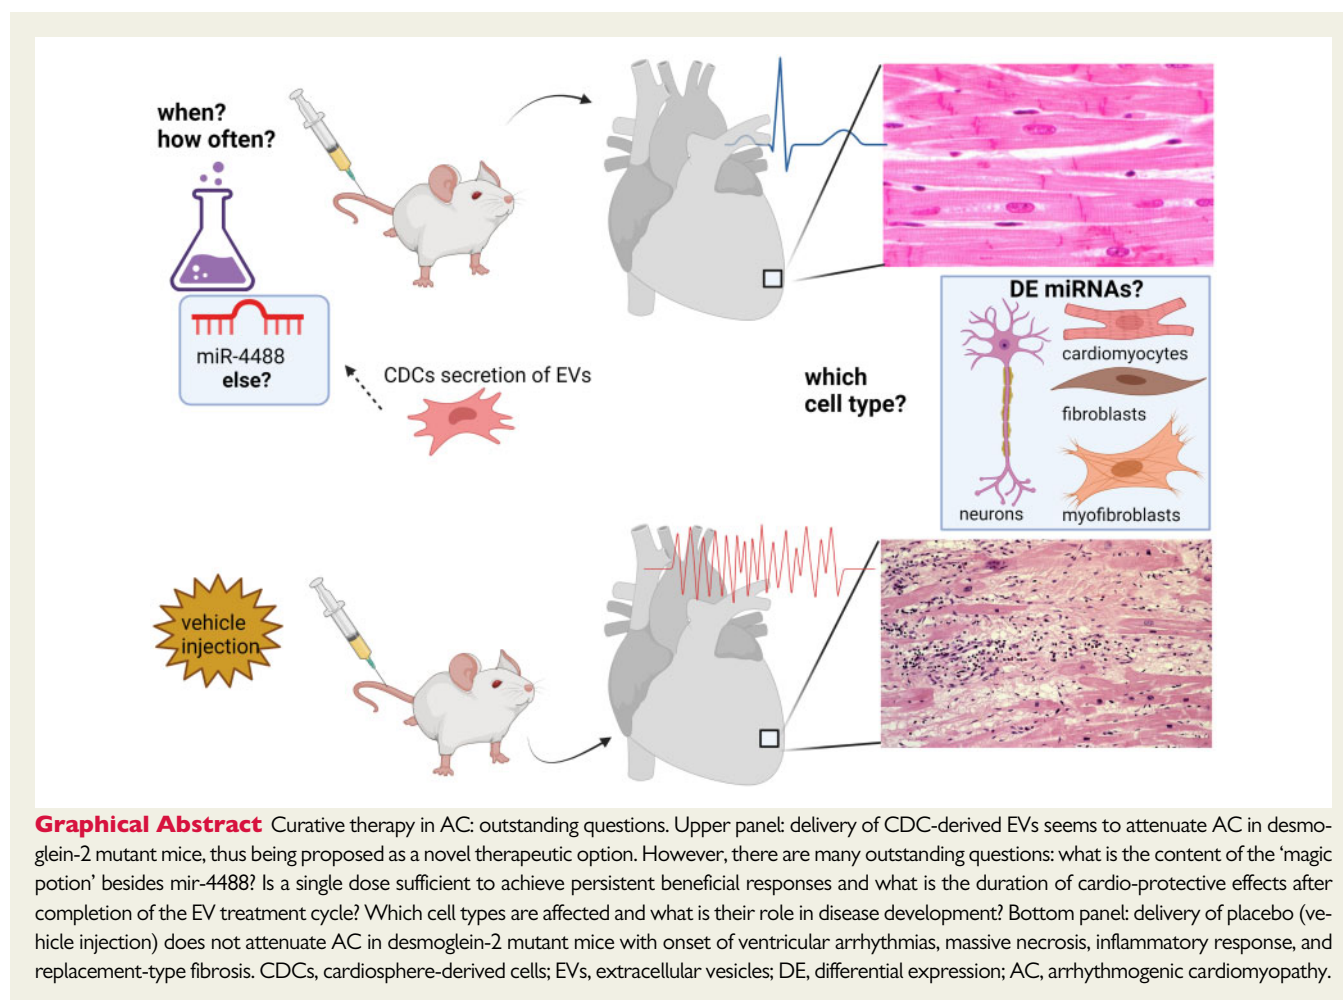 when?
how often?
miR-4488
else?
CDCs secretion of EVs
which
cell type?
DE miRNAs?
cardiomyocytes
fibroblasts
neurons
myofibroblasts
vehicle
injection
Graphical Abstract Curative therapy in AC: outstanding questions. Upper panel: delivery of CDC-derived EVs seems to attenuate AC in desmo-
glein-2 mutant mice, thus being proposed as a novel therapeutic option. However, there are many outstanding questions: what is the content of the ‘magic
potion’ besides mir-4488? Is a single dose sufficient to achieve persistent beneficial responses and what is the duration of cardio-protective effects after
completion of the EV treatment cycle? Which cell types are affected and what is their role in disease development? Bottom panel: delivery of placebo (ve-
hicle injection) does not attenuate AC in desmoglein-2 mutant mice with onset of ventricular arrhythmias, massive necrosis, inflammatory response, and
replacement-type fibrosis. CDCs, cardiosphere-derived cells; EVs, extracellular vesicles; DE, differential expression; AC, arrhythmogenic cardiomyopathy.